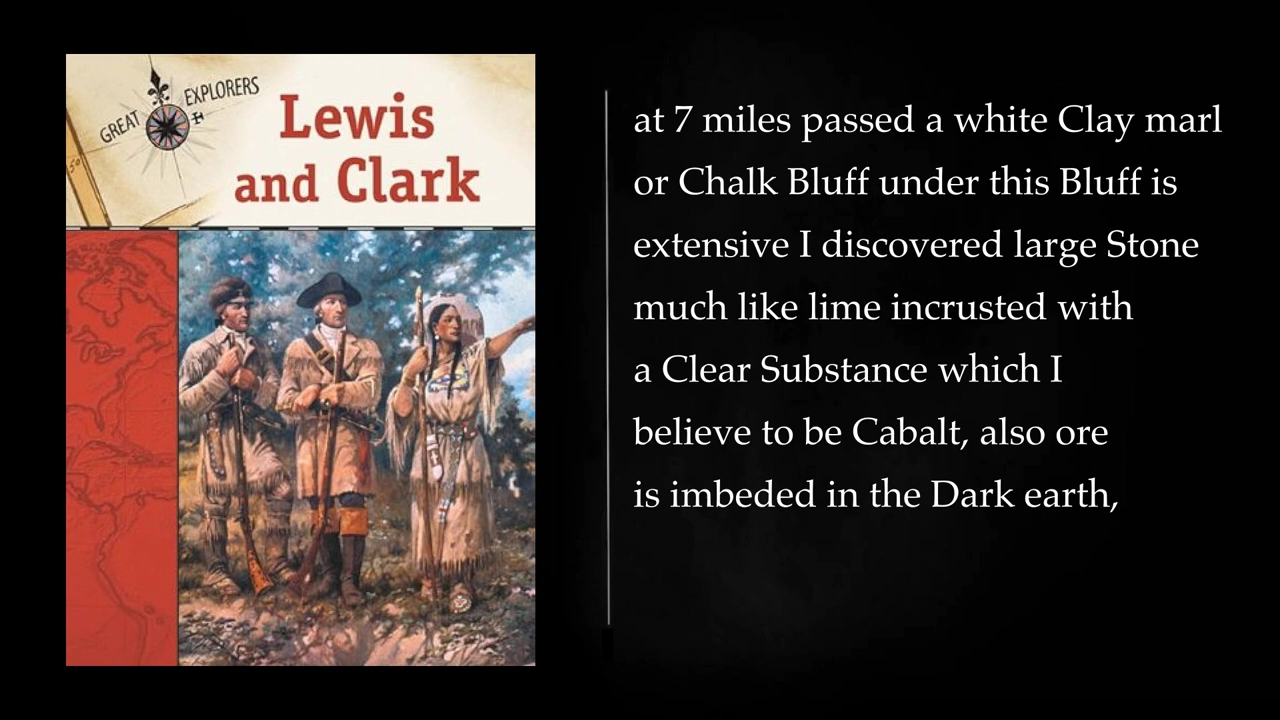 GREAT EXPLORERS
Lewis
and Clark
50
at 7 miles passed a white Clay marl
or Chalk Bluff under this Bluff is
extensive I discovered large Stone
much like lime incrusted with
a Clear Substance which I
believe to be Cabalt, also ore
is imbeded in the Dark earth,